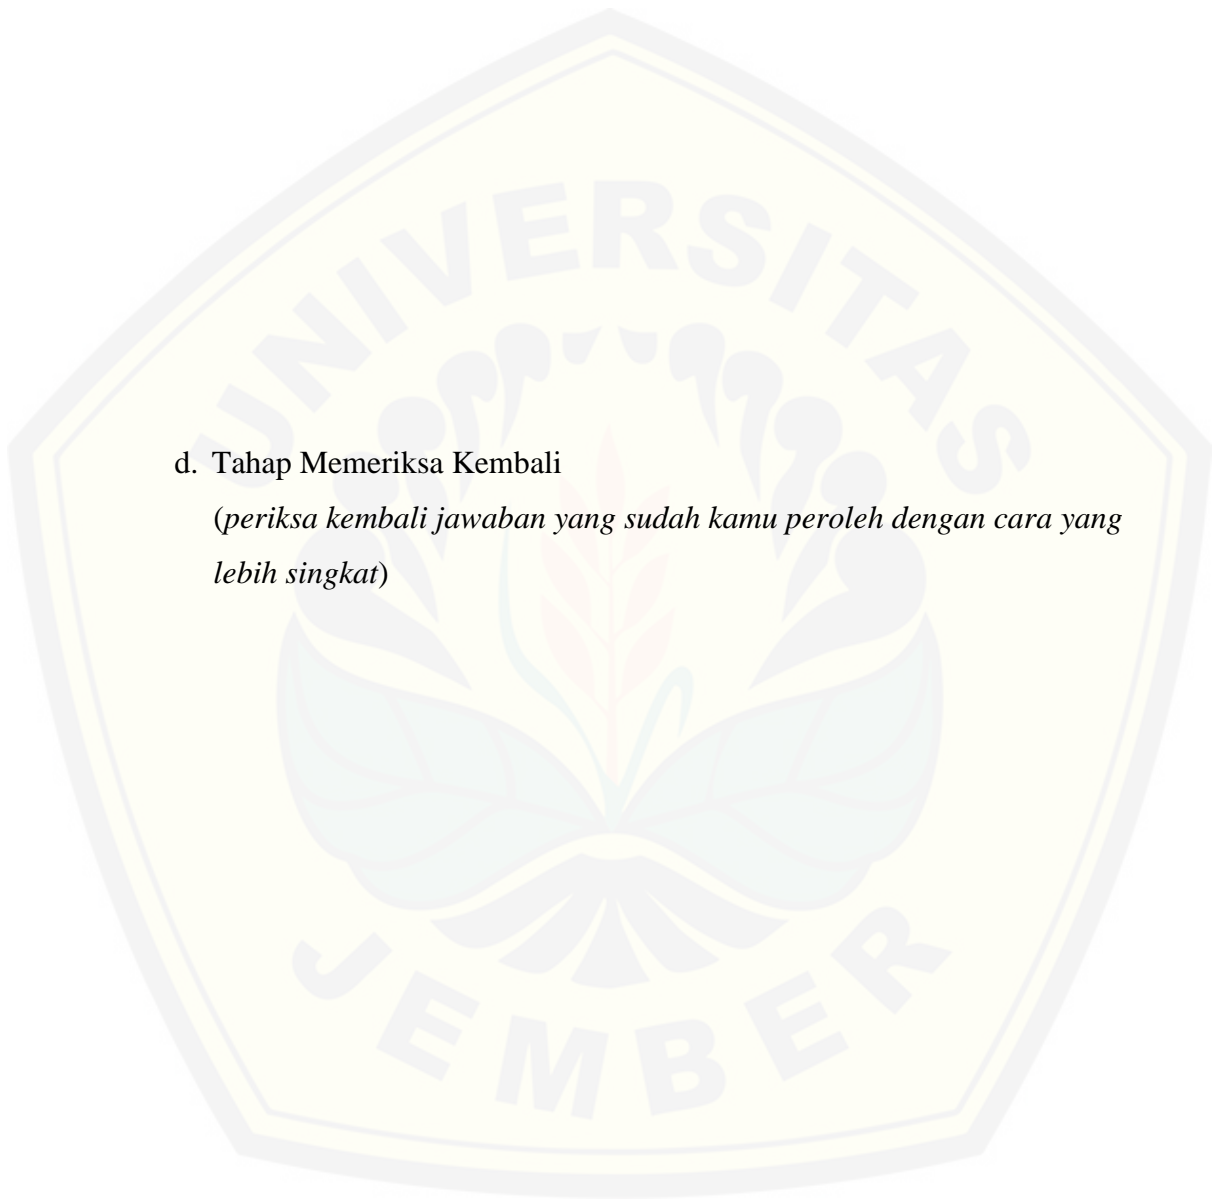 UNIVERSITAS
d. Tahap Memeriksa Kembali
(periksa kembali jawaban yang sudah kamu peroleh dengan cara yang
lebih singkat)
JEMBER